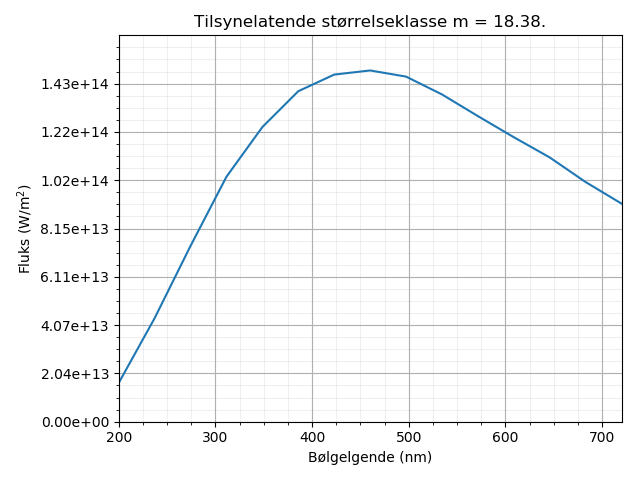 Tilsynelatende størrelseklasse m = 18.38.
Fluks (W/m²)
1.43e+14
1.22e+14
1.02e+14
8.15e+13
6.11e+13
4.07e+13
2.04e+13
0.00e+00
200 300 400 500 600 700
Bølgelgende (nm)